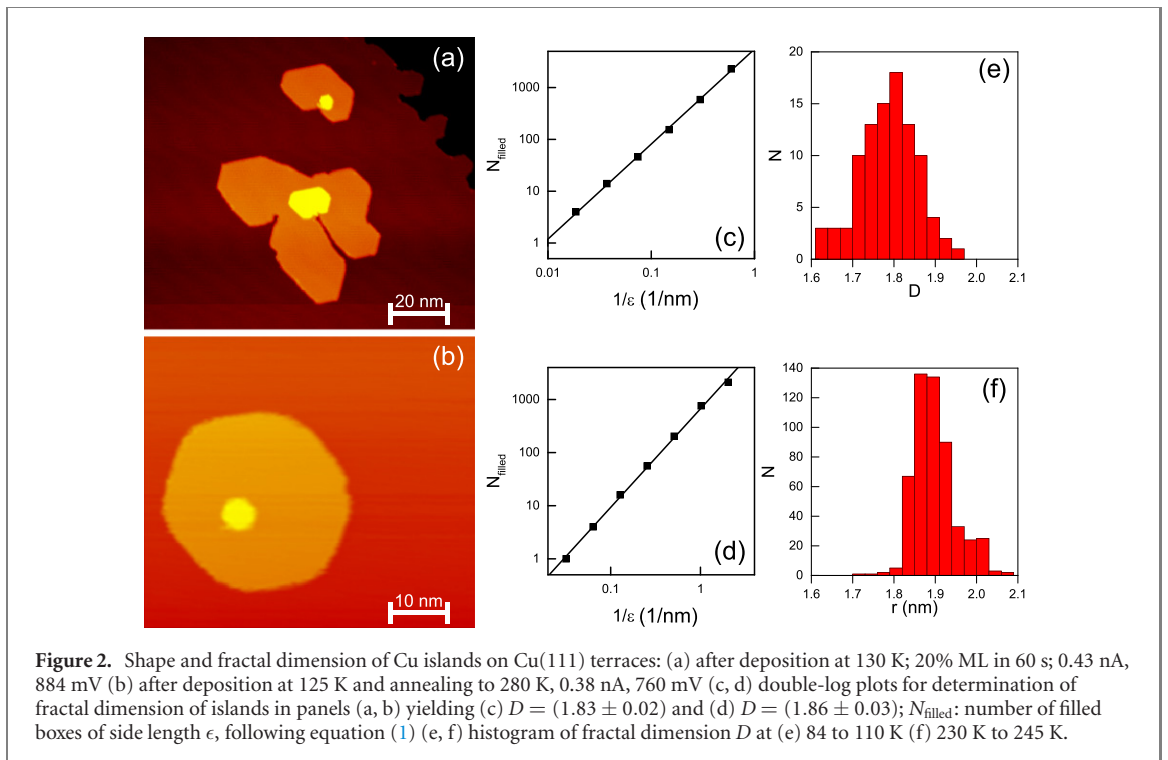 (a)
20 nm
(b)
10 nm
1000
100
10
1
0.01
0.1
1
N_filled
1/ε (1/nm)
(c)
1000
100
10
1
0.1
1
N_filled
1/ε (1/nm)
(d)
20
15
10
5
0
1.6
1.7
1.8
1.9
2.0
2.1
N
D
(e)
140
120
100
80
60
40
20
0
1.6
1.7
1.8
1.9
2.0
2.1
N
r (nm)
(f)
Figure 2. Shape and fractal dimension of Cu islands on Cu(111) terraces: (a) after deposition at 130 K; 20% ML in 60 s; 0.43 nA,
884 mV (b) after deposition at 125 K and annealing to 280 K, 0.38 nA, 760 mV (c, d) double-log plots for determination of
fractal dimension of islands in panels (a, b) yielding (c) D = (1.83 ± 0.02) and (d) D = (1.86 ± 0.03); N_filled: number of filled
boxes of side length ϵ, following equation (1) (e, f) histogram of fractal dimension D at (e) 84 to 110 K (f) 230 K to 245 K.